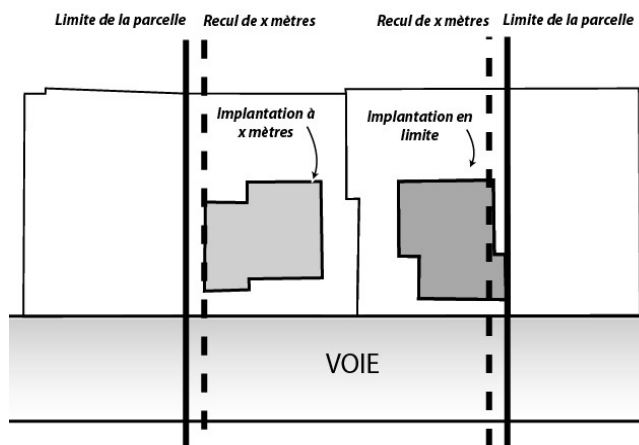 Limite de la parcelle Recul de x mètres Recul de x mètres Limite de la parcelle
Implantation à
x mètres
Implantation en
limite
VOIE